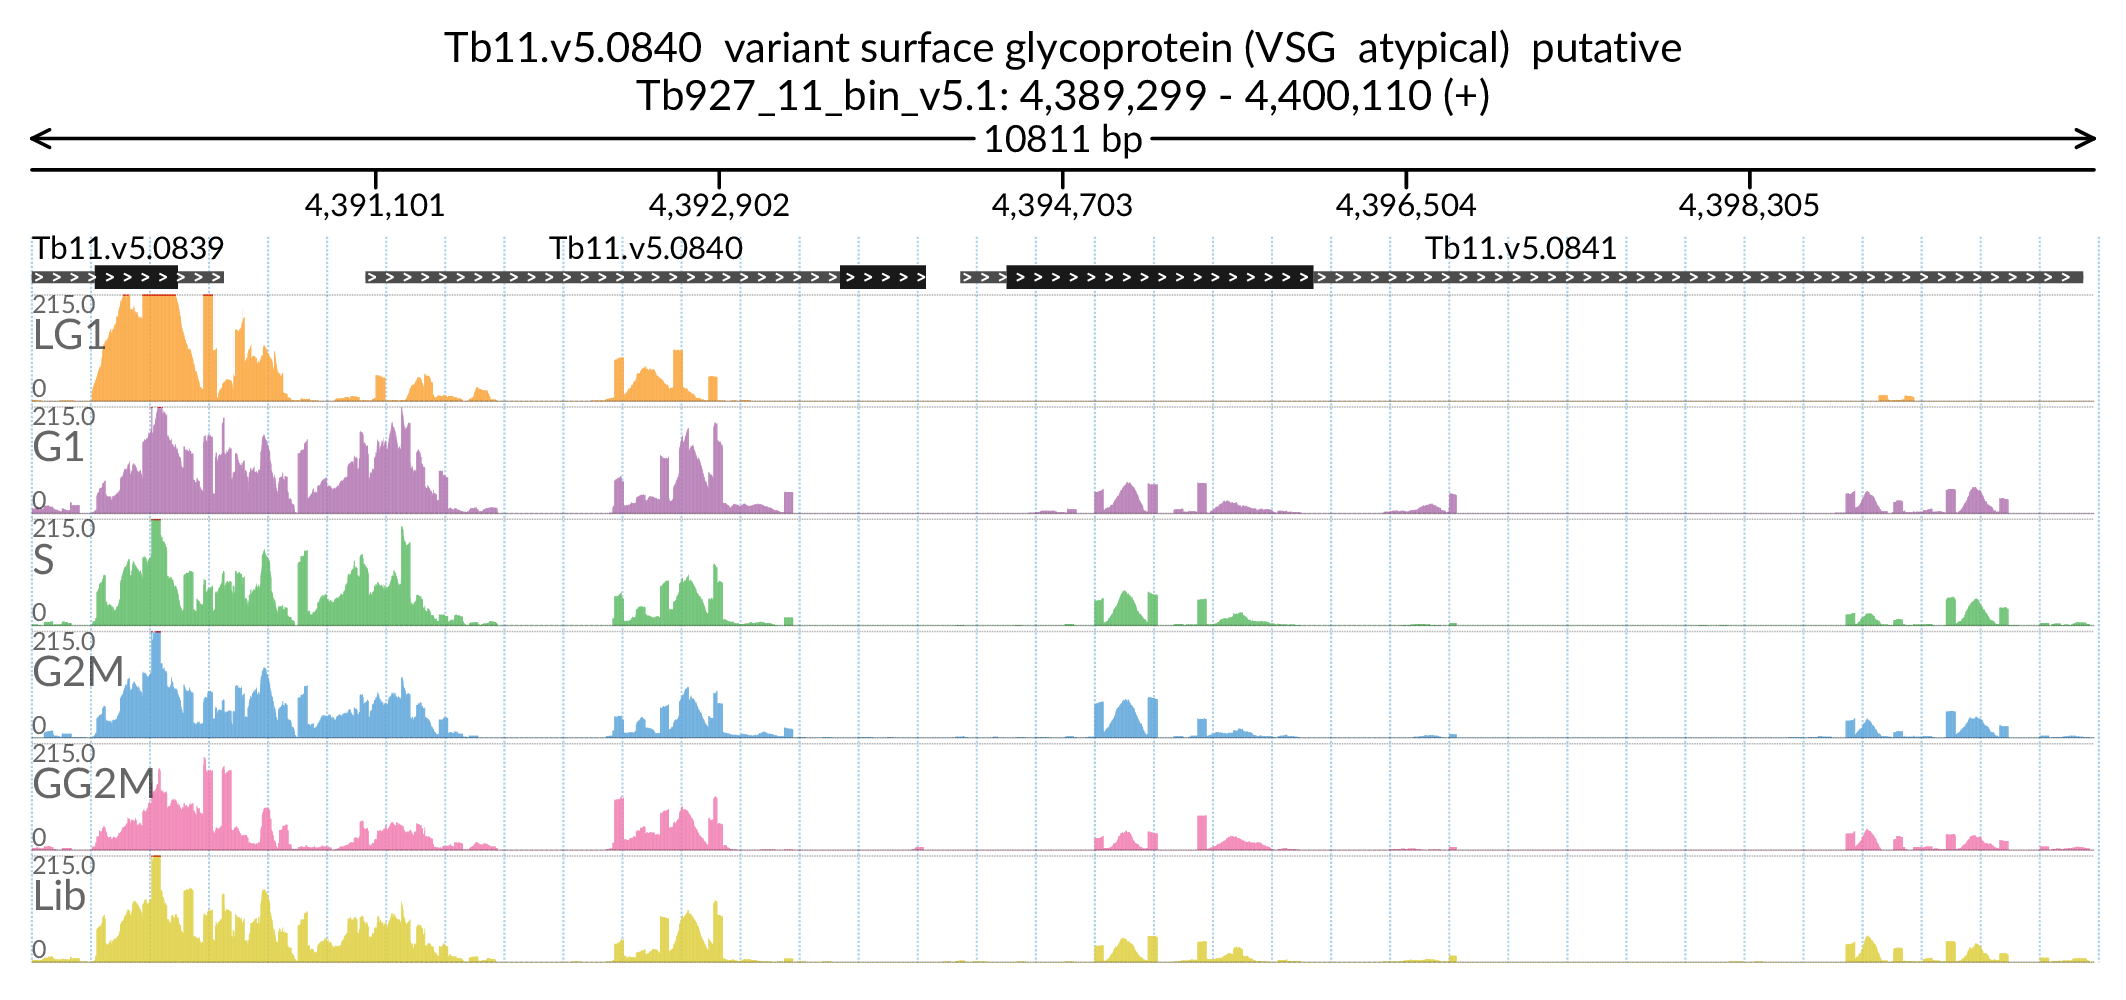 Tb11.v5.0840 variant surface glycoprotein (VSG atypical) putative
Tb927_11_bin_v5.1: 4,389,299 - 4,400,110 (+)
10811 bp
4,391,101 4,392,902 4,394,703 4,396,504 4,398,305
Tb11.v5.0839 Tb11.v5.0840 Tb11.v5.0841
215.0
LG1
0
215.0
G1
0
215.0
S
0
215.0
G2M
0
215.0
GG2M
0
215.0
Lib
0